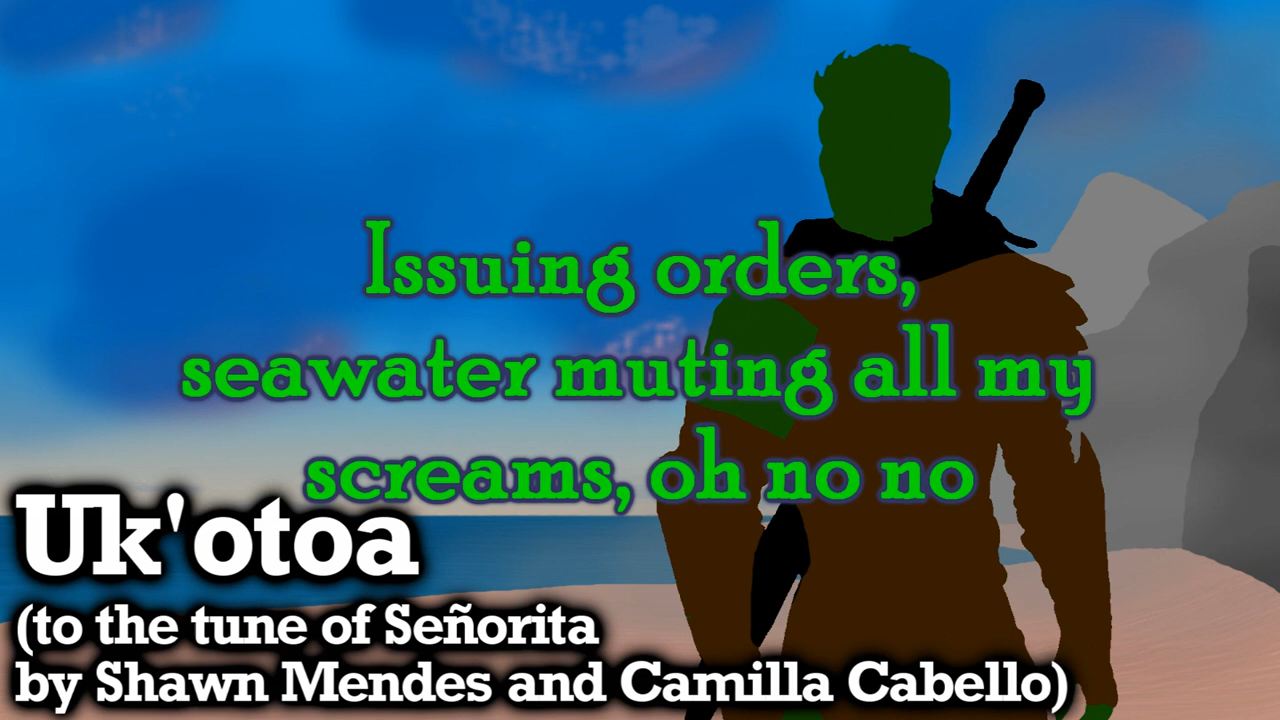 Issuing orders,
seawater muting all my
screams, oh no no
Uk'otoa
(to the tune of Señorita
by Shawn Mendes and Camilla Cabello)